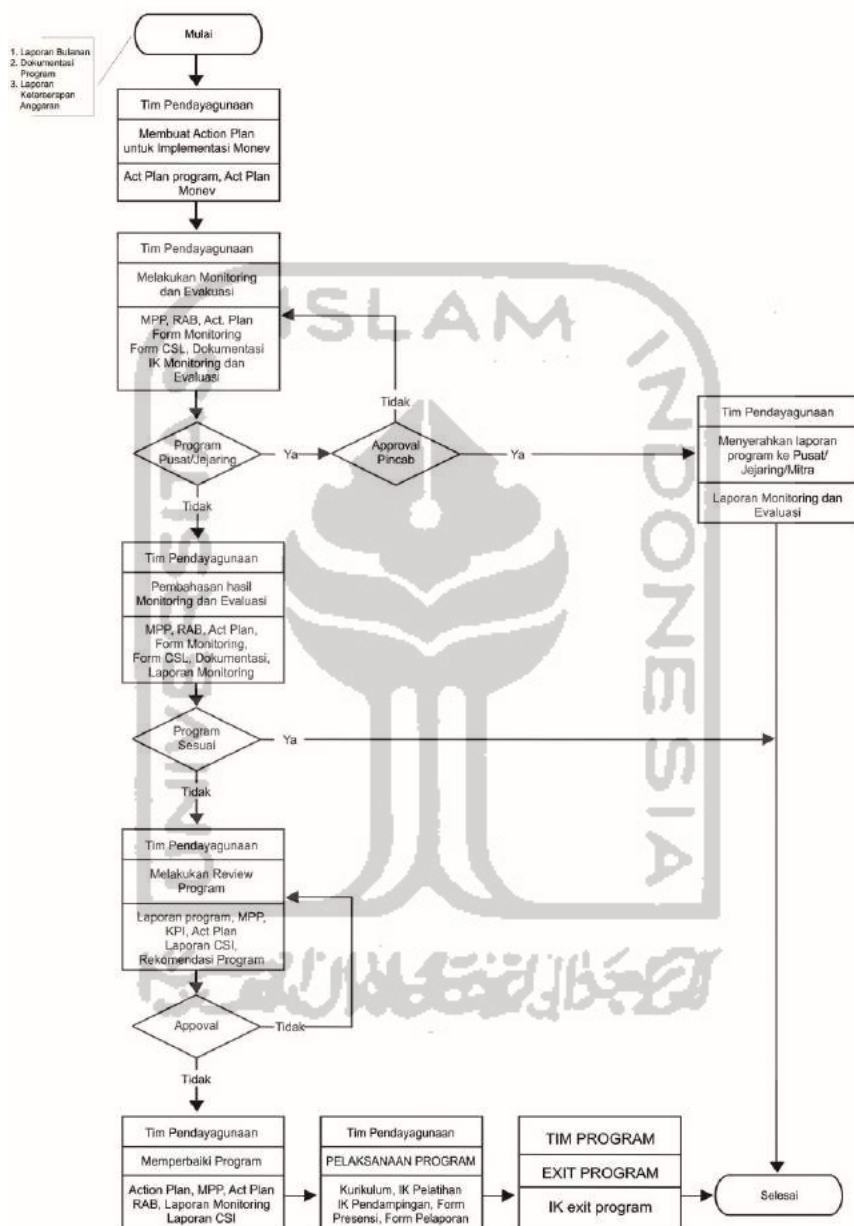 Mulai
1. Laporan Bulanan
2. Dokumentasi
Program
3. Laporan
Keterserapan
Anggaran
Tim Pendayagunaan
Membuat Action Plan
untuk Implementasi Monev
Act Plan program, Act Plan
Monev
Tim Pendayagunaan
Melakukan Monitoring
dan Evakuasi
MPP, RAB, Act. Plan
Form Monitoring
Form CSL, Dokumentasi
IK Monitoring dan
Evaluasi
Tidak
Program
Pusat/Jejaring
Ya
Approval
Pincab
Ya
Tim Pendayagunaan
Menyerahkan laporan
program ke Pusat/
Jejaring/Mitra
Laporan Monitoring dan
Evaluasi
Tidak
Tim Pendayagunaan
Pembahasan hasil
Monitoring dan Evaluasi
MPP, RAB, Act Plan,
Form Monitoring,
Form CSL, Dokumentasi,
Laporan Monitoring
Program
Sesuai
Ya
Tidak
Tim Pendayagunaan
Melakukan Review
Program
Laporan program, MPP,
KPI, Act Plan
Laporan CSI,
Rekomendasi Program
Appoval
Tidak
Tidak
Tim Pendayagunaan
Memperbaiki Program
Action Plan, MPP, Act Plan
RAB, Laporan Monitoring
Laporan CSI
Tim Pendayagunaan
PELAKSANAAN PROGRAM
Kurikulum, IK Pelatihan
IK Pendampingan, Form
Presensi, Form Pelaporan
TIM PROGRAM
EXIT PROGRAM
IK exit program
Selesai
UNIVERSITAS
ISLAM
INDONESIA